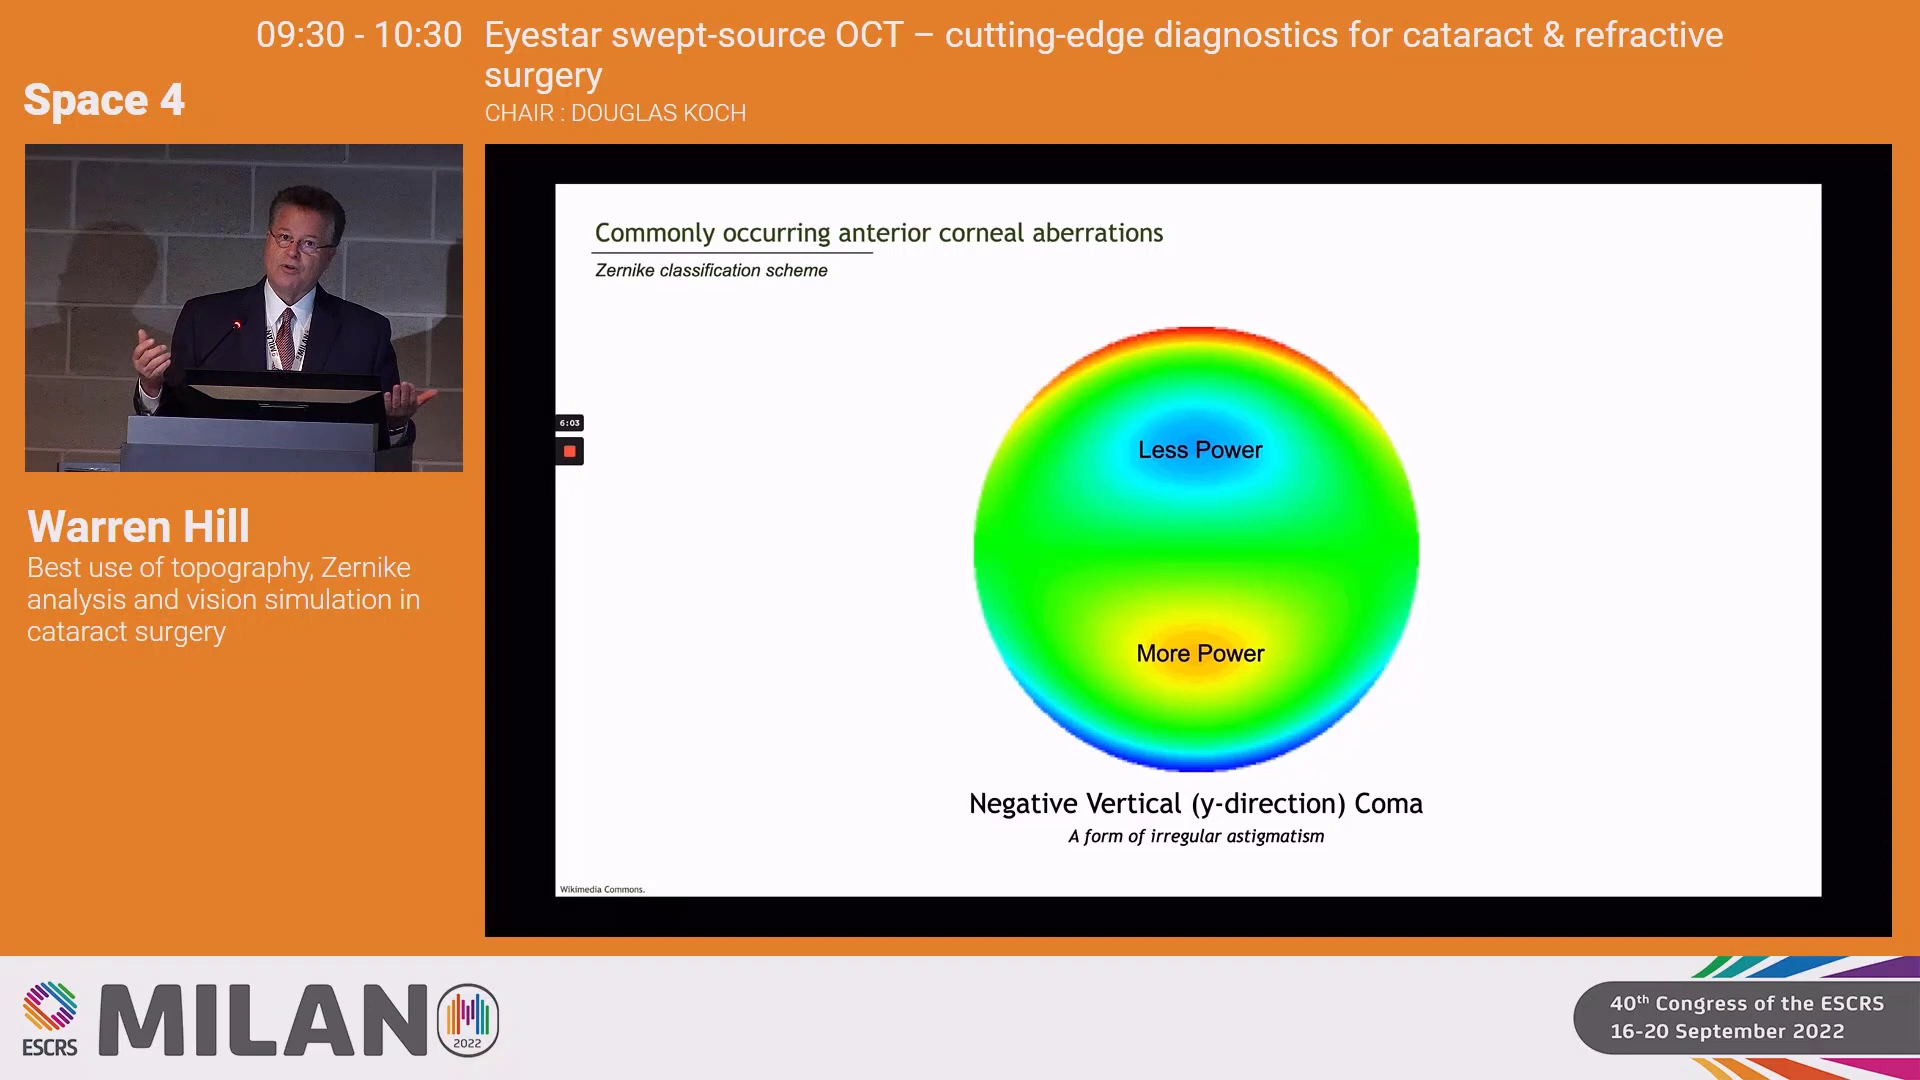 09:30 - 10:30 Eyestar swept-source OCT – cutting-edge diagnostics for cataract & refractive
surgery
Space 4
CHAIR : DOUGLAS KOCH
Commonly occurring anterior corneal aberrations
Zernike classification scheme
6:03
Less Power
More Power
Negative Vertical (y-direction) Coma
A form of irregular astigmatism
Wikimedia Commons.
Warren Hill
Best use of topography, Zernike
analysis and vision simulation in
cataract surgery
ESCRS
MILANO
2022
40th Congress of the ESCRS
16-20 September 2022